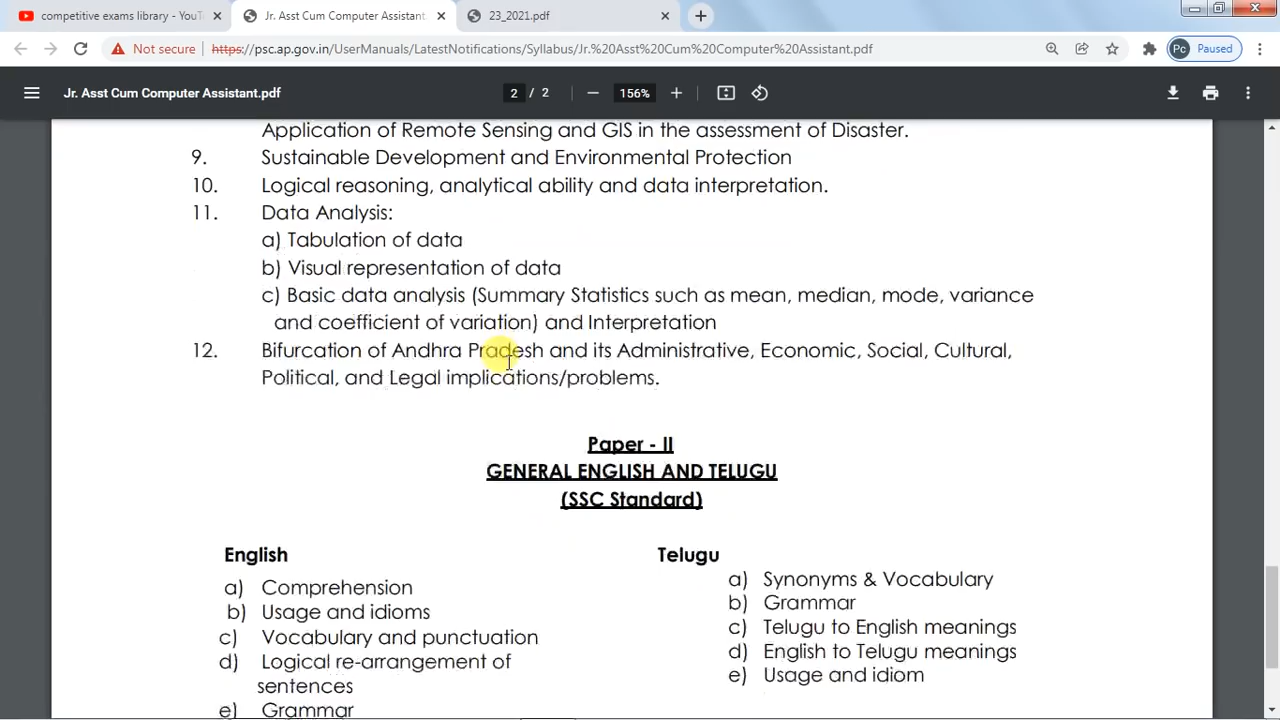 competitive exams library - YouT
Jr. Asst Cum Computer Assistant.
23_2021.pdf
Not secure
https://psc.ap.gov.in/UserManuals/LatestNotifications/Syllabus/Jr.%20Asst%20Cum%20Computer%20Assistant.pdf
Pc
Paused
Jr. Asst Cum Computer Assistant.pdf
2 / 2
156%
Application of Remote Sensing and GIS in the assessment of Disaster.
9. Sustainable Development and Environmental Protection
10. Logical reasoning, analytical ability and data interpretation.
11. Data Analysis:
a) Tabulation of data
b) Visual representation of data
c) Basic data analysis (Summary Statistics such as mean, median, mode, variance
and coefficient of variation) and Interpretation
12. Bifurcation of Andhra Pradesh and its Administrative, Economic, Social, Cultural,
Political, and Legal implications/problems.
Paper - II
GENERAL ENGLISH AND TELUGU
(SSC Standard)
English
a) Comprehension
b) Usage and idioms
c) Vocabulary and punctuation
d) Logical re-arrangement of
sentences
e) Grammar
Telugu
a) Synonyms & Vocabulary
b) Grammar
c) Telugu to English meanings
d) English to Telugu meanings
e) Usage and idiom